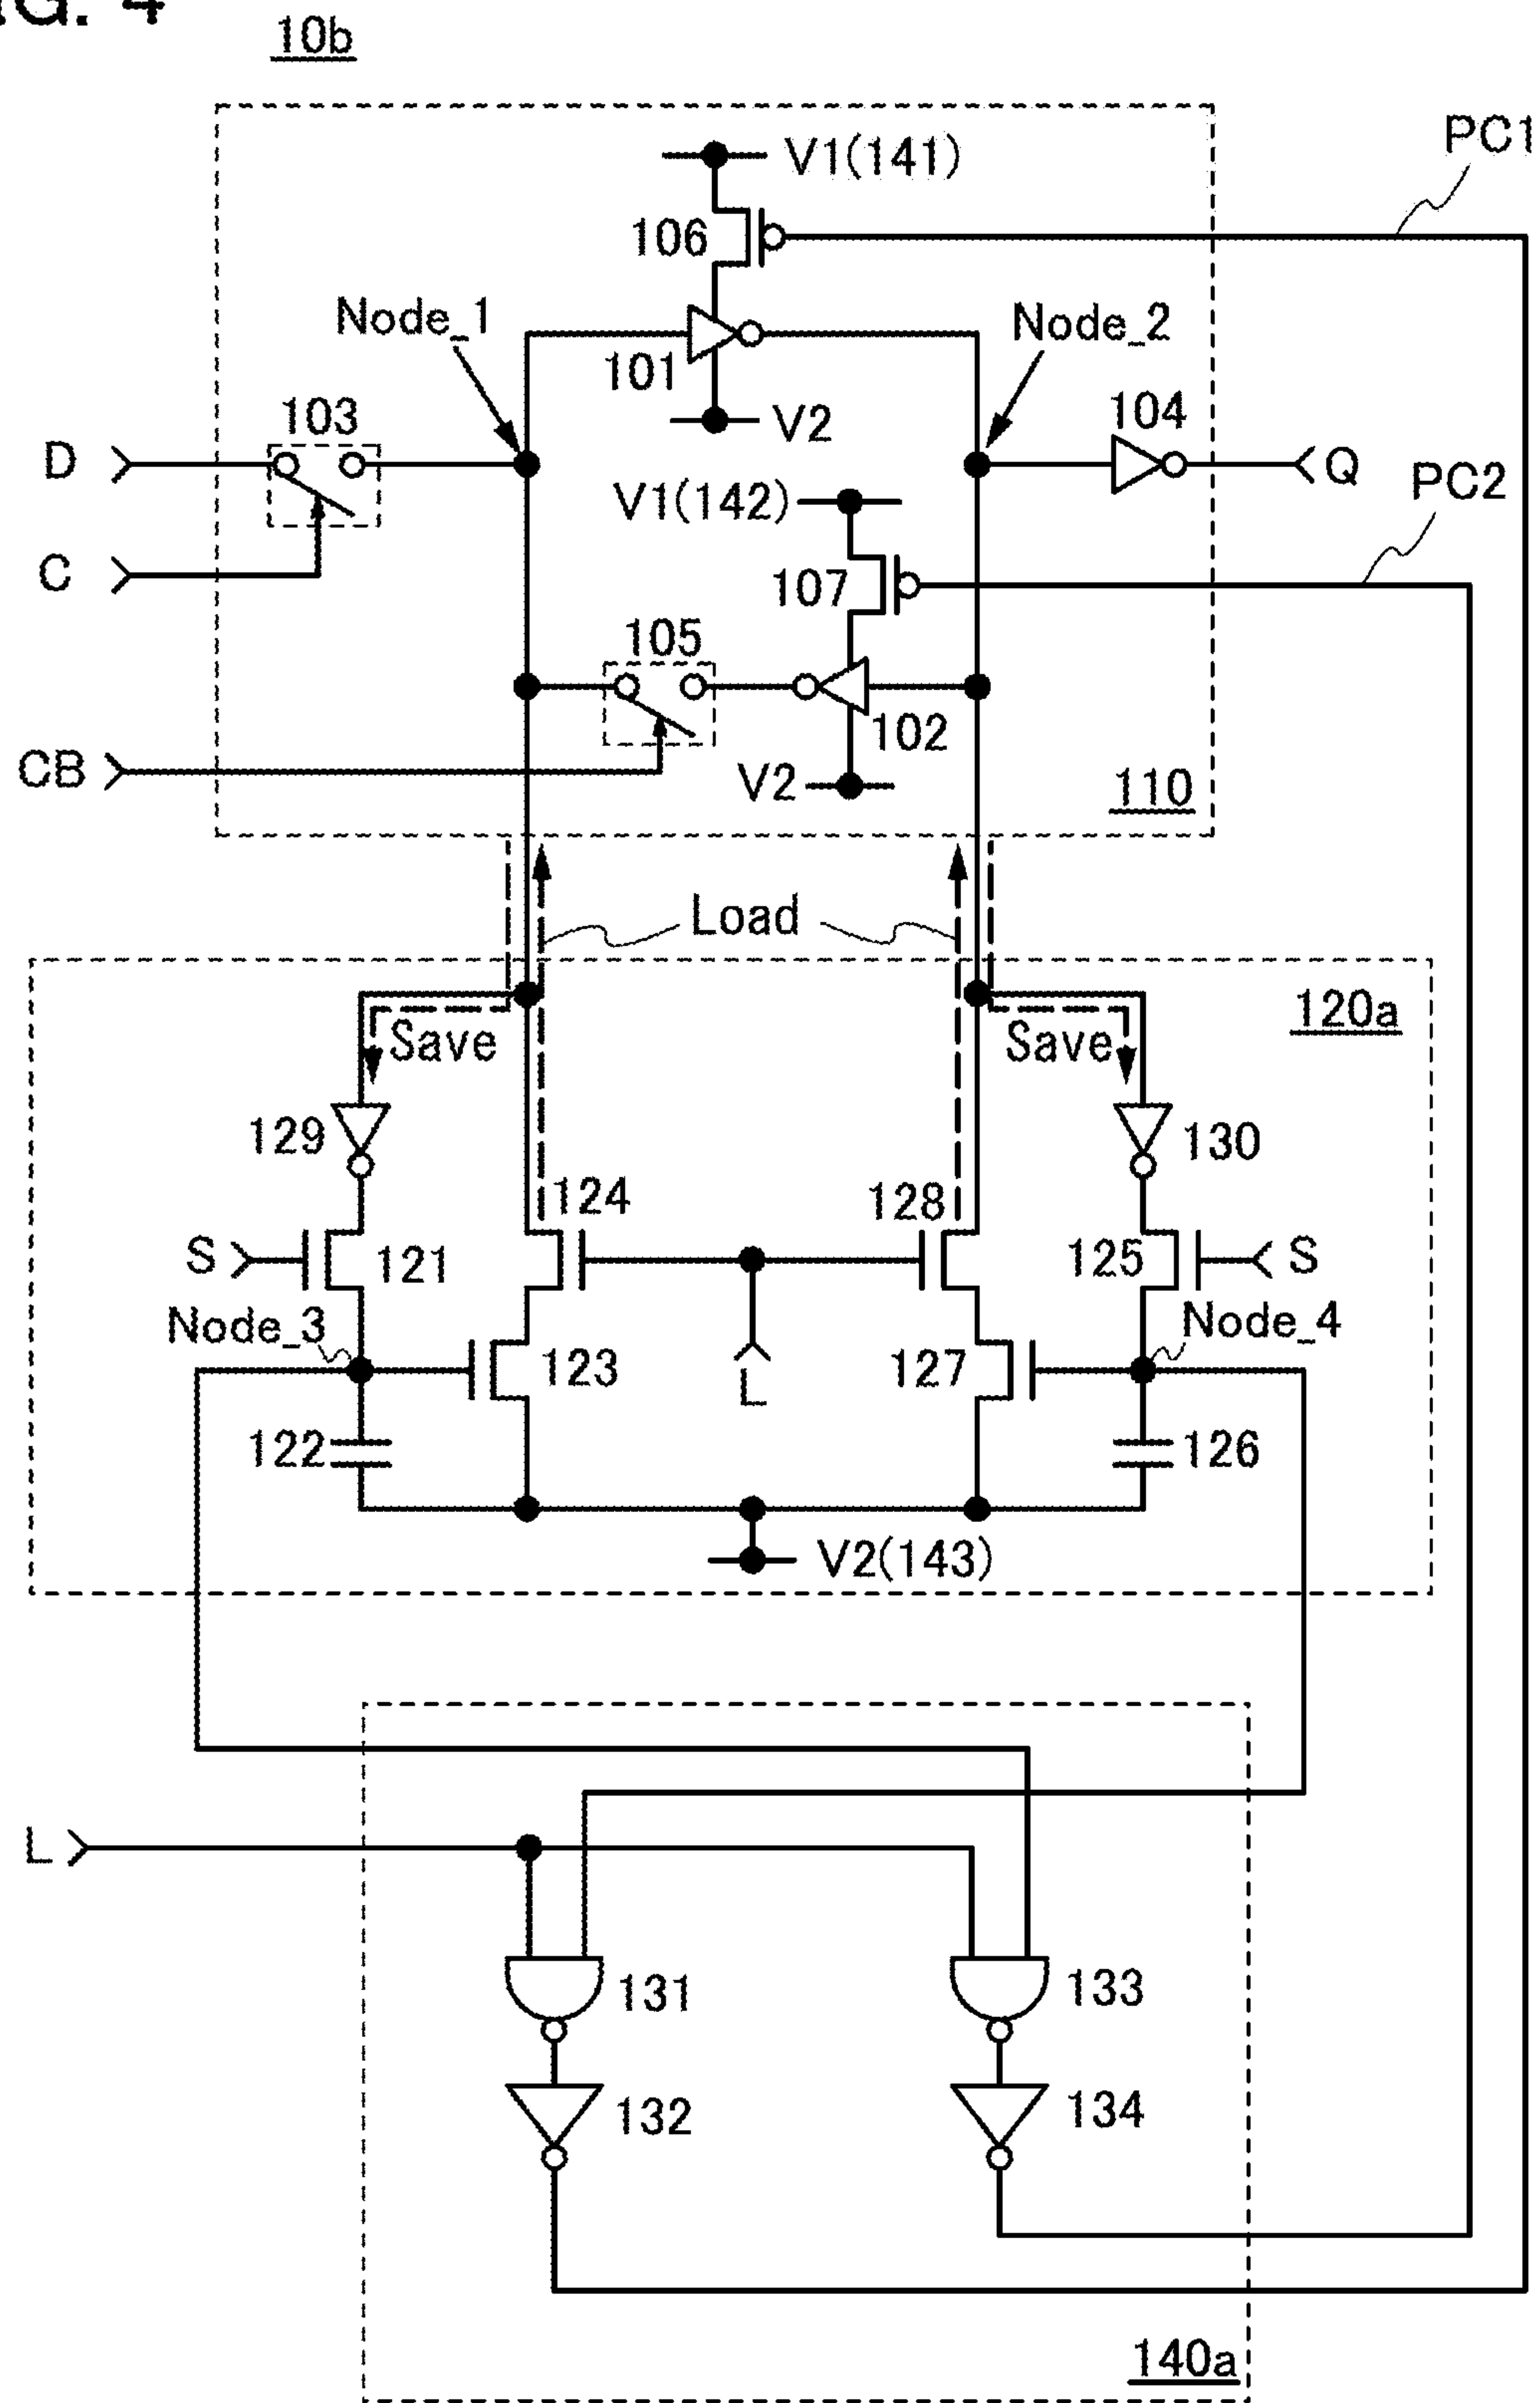 FIG. 4
10b
PC1
V1(141)
106
Node_1
Node_2
101
V2
103
104
D
Q
V1(142)
PC2
C
107
105
102
CB
V2
110
Load
120a
Save
Save
129
130
124
128
S
121
125
S
Node_3
Node_4
123
127
L
122
126
V2(143)
L
131
133
132
134
140a